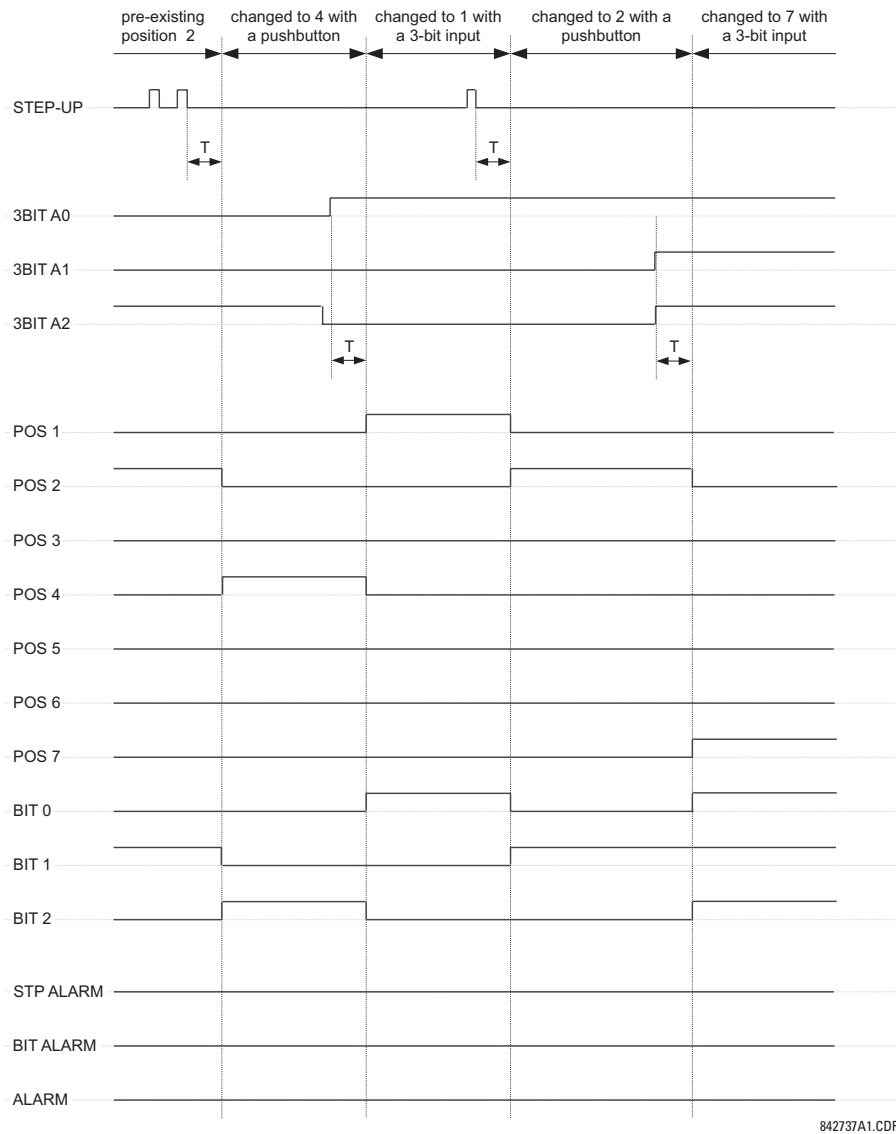 pre-existing
position 2
changed to 4 with
a pushbutton
changed to 1 with
a 3-bit input
changed to 2 with a
pushbutton
changed to 7 with
a 3-bit input
STEP-UP
T
T
3BIT A0
3BIT A1
3BIT A2
T
T
POS 1
POS 2
POS 3
POS 4
POS 5
POS 6
POS 7
BIT 0
BIT 1
BIT 2
STP ALARM
BIT ALARM
ALARM
842737A1.CDR